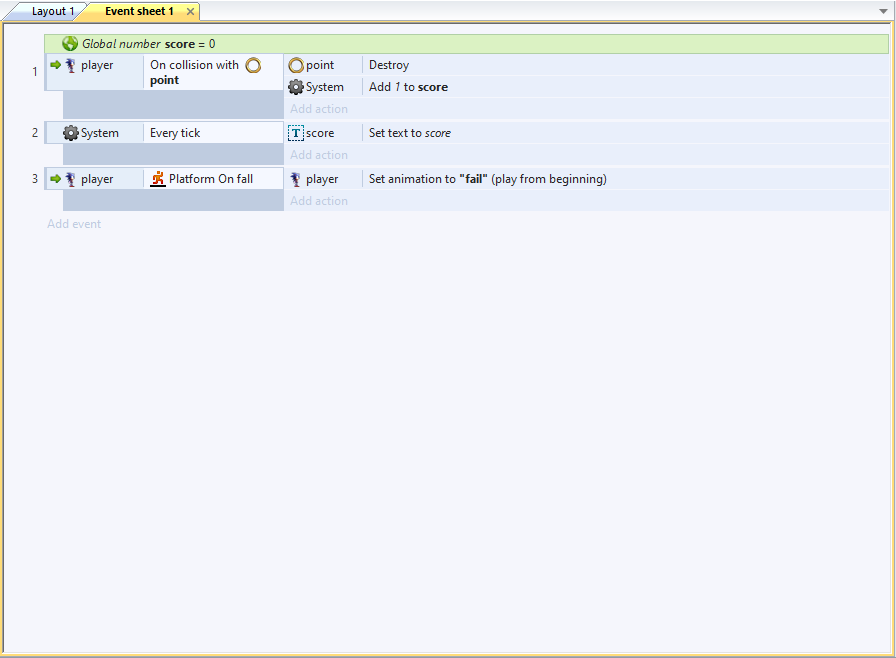 Layout 1 Event sheet 1
Global number score = 0
1 player On collision with point Destroy
point
System Add 1 to score
Add action
2 System Every tick score Set text to score
Add action
3 player Platform On fall player Set animation to "fail" (play from beginning)
Add action
Add event